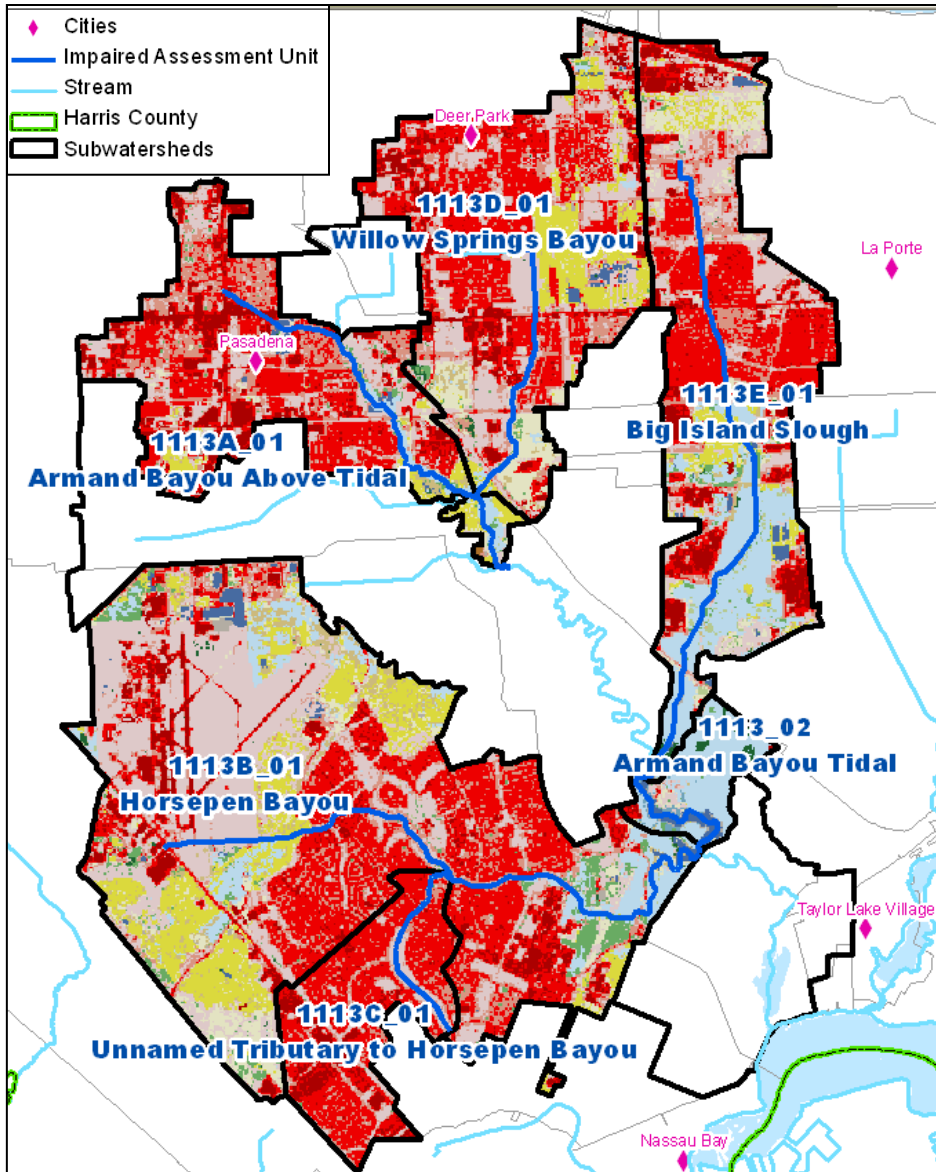 Cities
Impaired Assessment Unit
Stream
Harris County
Subwatersheds
Deer Park
1113D_01
Willow Springs Bayou
La Porte
Pasadena
1113E_01
Big Island Slough
1113A_01
Armand Bayou Above Tidal
1113_02
Armand Bayou Tidal
1113B_01
Horsepen Bayou
Taylor Lake Village
1113C_01
Unnamed Tributary to Horsepen Bayou
Nassau Bay